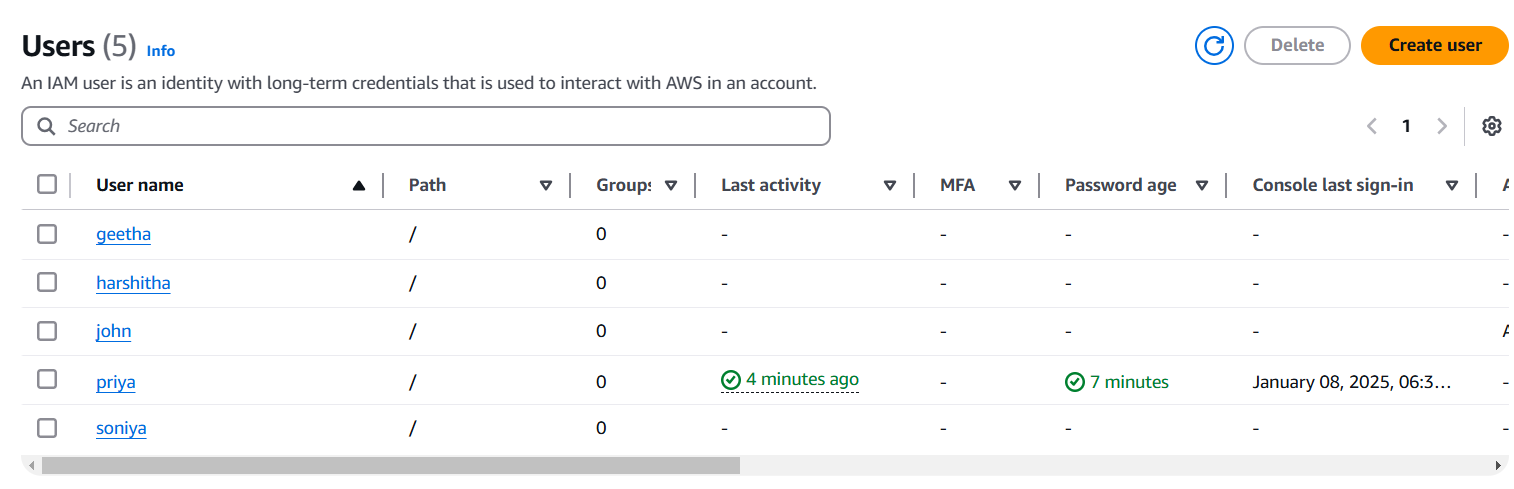 Users (5) Info
Delete
Create user
An IAM user is an identity with long-term credentials that is used to interact with AWS in an account.
Search
1
User name Path Groups Last activity MFA Password age Console last sign-in A
geetha / 0 - - - - -
harshitha / 0 - - - - -
john / 0 - - - - A
priya / 0 4 minutes ago - 7 minutes January 08, 2025, 06:3... -
soniya / 0 - - - - -